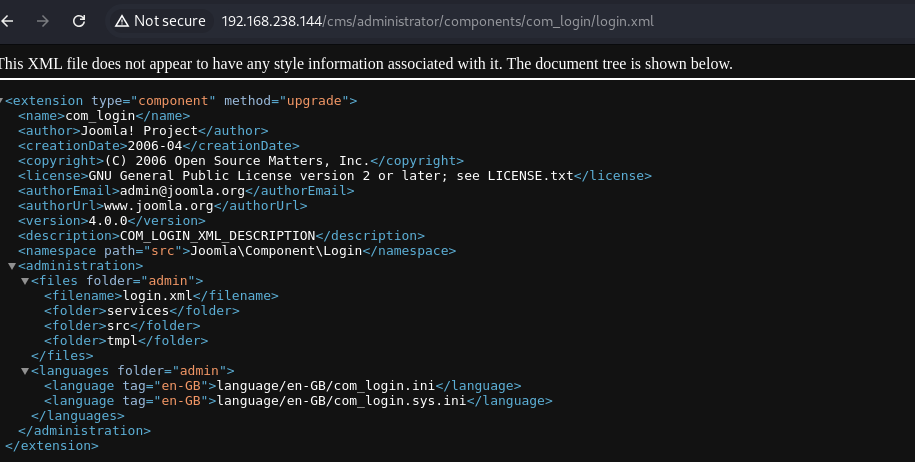 Not secure 192.168.238.144/cms/administrator/components/com_login/login.xml
This XML file does not appear to have any style information associated with it. The document tree is shown below.
▼<extension type="component" method="upgrade">
<name>com_login</name>
<author>Joomla! Project</author>
<creationDate>2006-04</creationDate>
<copyright>(C) 2006 Open Source Matters, Inc.</copyright>
<license>GNU General Public License version 2 or later; see LICENSE.txt</license>
<authorEmail>admin@joomla.org</authorEmail>
<authorUrl>www.joomla.org</authorUrl>
<version>4.0.0</version>
<description>COM_LOGIN_XML_DESCRIPTION</description>
<namespace path="src">Joomla\Component\Login</namespace>
▼<administration>
▼<files folder="admin">
<filename>login.xml</filename>
<folder>services</folder>
<folder>src</folder>
<folder>tmpl</folder>
</files>
▼<languages folder="admin">
<language tag="en-GB">language/en-GB/com_login.ini</language>
<language tag="en-GB">language/en-GB/com_login.sys.ini</language>
</languages>
</administration>
</extension>